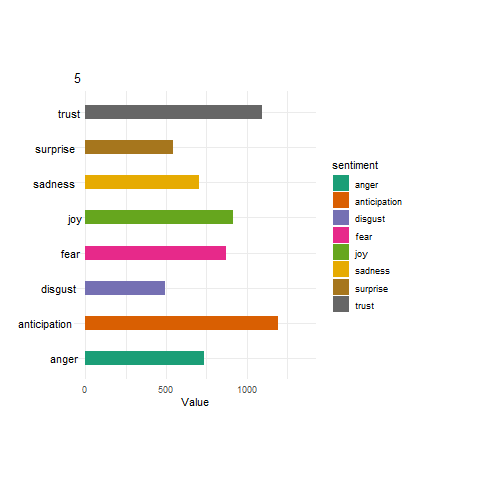 5
trust
surprise
sadness
joy
fear
disgust
anticipation
anger
0 500 1000
Value
sentiment
anger
anticipation
disgust
fear
joy
sadness
surprise
trust